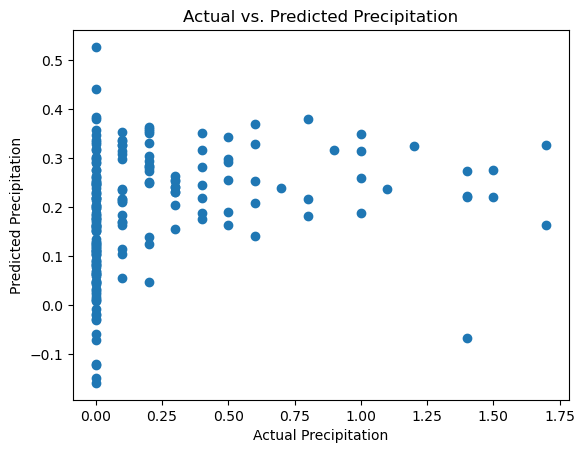 Actual vs. Predicted Precipitation
0.5
0.4
0.3
0.2
0.1
0.0
−0.1
Predicted Precipitation
0.00 0.25 0.50 0.75 1.00 1.25 1.50 1.75
Actual Precipitation